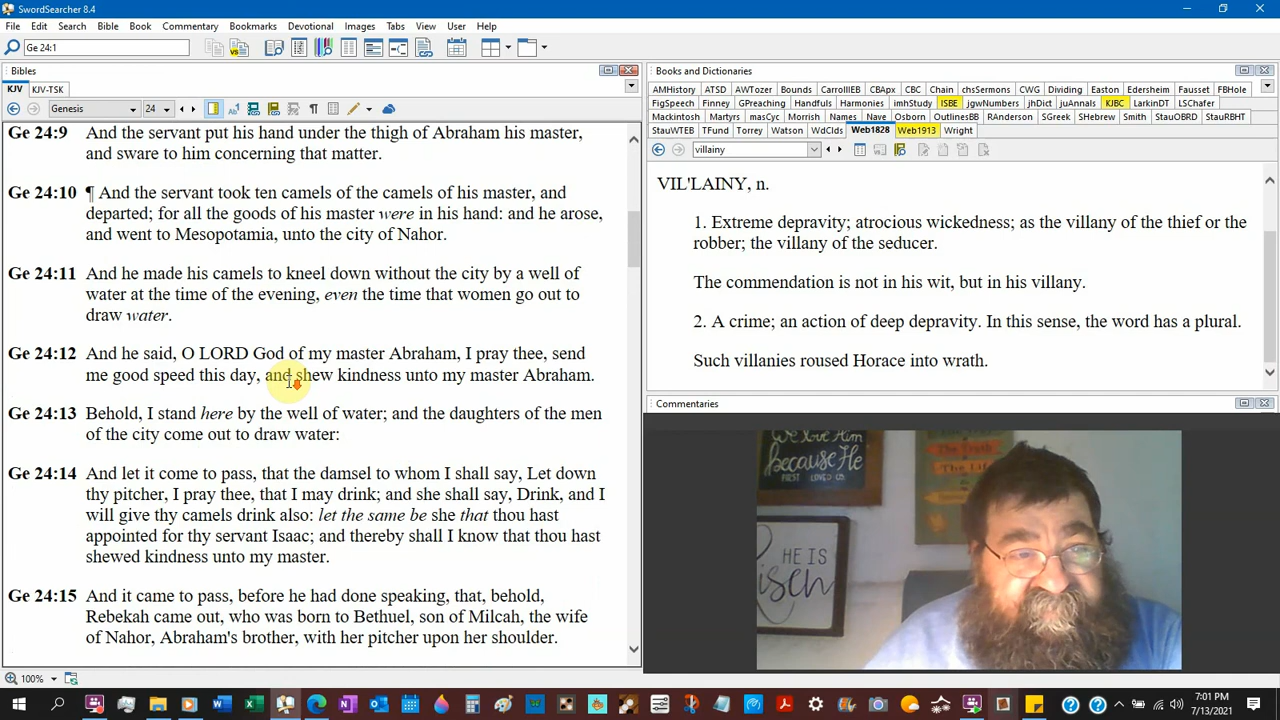 SwordSearcher 8.4
File Edit Search Bible Book Commentary Bookmarks Devotional Images Tabs View User Help
Ge 24:1
Bibles
KJV KJV-TSK
Genesis 24
Ge 24:9 And the servant put his hand under the thigh of Abraham his master,
and sware to him concerning that matter.
Ge 24:10 ¶ And the servant took ten camels of the camels of his master, and
departed; for all the goods of his master were in his hand: and he arose,
and went to Mesopotamia, unto the city of Nahor.
Ge 24:11 And he made his camels to kneel down without the city by a well of
water at the time of the evening, even the time that women go out to
draw water.
Ge 24:12 And he said, O LORD God of my master Abraham, I pray thee, send
me good speed this day, and shew kindness unto my master Abraham.
Ge 24:13 Behold, I stand here by the well of water; and the daughters of the men
of the city come out to draw water:
Ge 24:14 And let it come to pass, that the damsel to whom I shall say, Let down
thy pitcher, I pray thee, that I may drink; and she shall say, Drink, and I
will give thy camels drink also: let the same be she that thou hast
appointed for thy servant Isaac; and thereby shall I know that thou hast
shewed kindness unto my master.
Ge 24:15 And it came to pass, before he had done speaking, that, behold,
Rebekah came out, who was born to Bethuel, son of Milcah, the wife
of Nahor, Abraham's brother, with her pitcher upon her shoulder.
100%
Books and Dictionaries
AMHistory ATSD AWTozer Bounds CarrollIEB CBApx Chain chsSermons CWG Dividing Easton Edersheim Fausset FBHole
FigSpeech Finney GPreaching Handfuls Harmonies imhStudy ISBE jgwNumbers jhDict juAnnals KJBC LarkinDT LSChafer
Mackintosh Martyrs masCyc Morrish Names Nave Osborn OutlinesBB RAnderson SGreek SHebrew Smith StauOBRD StauRBHT
StauWTEB TFund Torrey Watson WdClds Web1828 Web1913 Wright
villainy
VIL'LAINY, n.
1. Extreme depravity; atrocious wickedness; as the villany of the thief or the
robber; the villany of the seducer.
The commendation is not in his wit, but in his villany.
2. A crime; an action of deep depravity. In this sense, the word has a plural.
Such villanies roused Horace into wrath.
Commentaries
We love Him
because He
FIRST LOVED US
The
The Life
HE IS
Risen
7:01 PM
7/13/2021